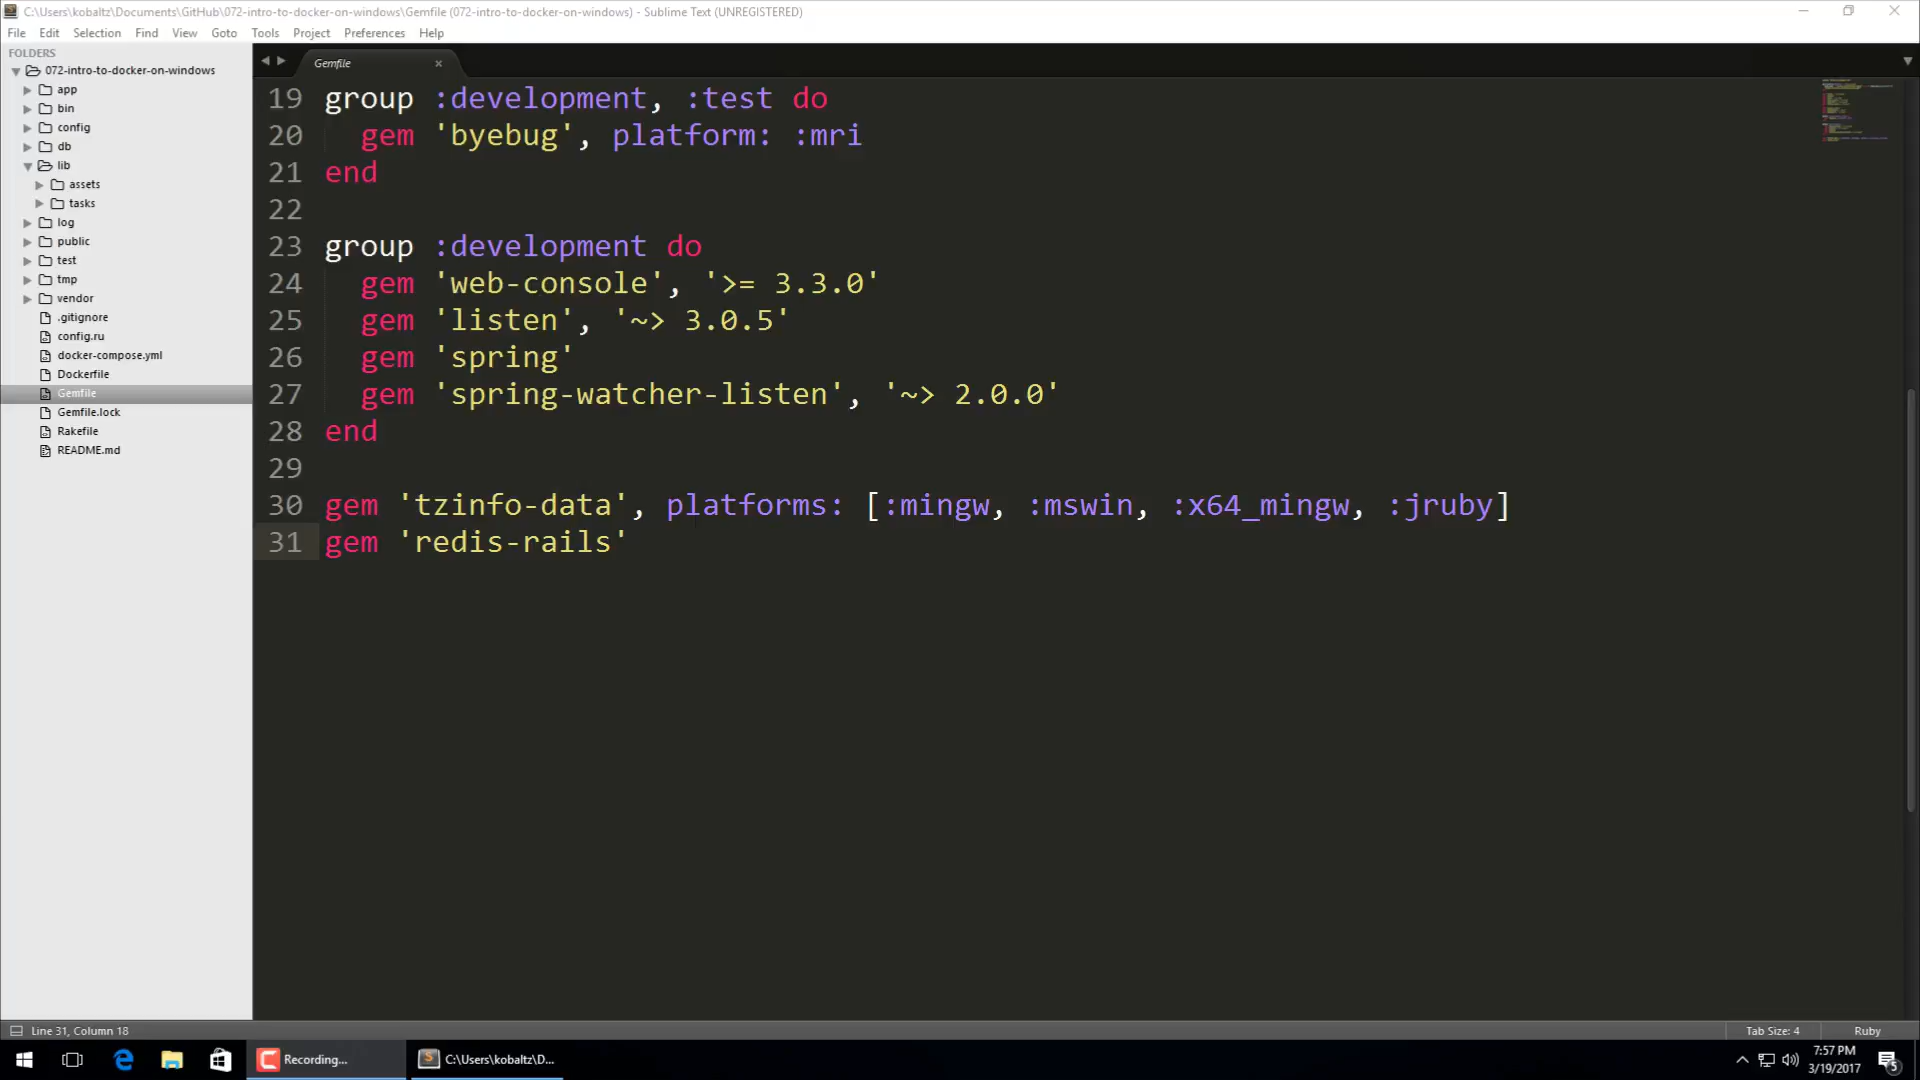 C:\Users\kobaltz\Documents\GitHub\072-intro-to-docker-on-windows\Gemfile (072-intro-to-docker-on-windows) - Sublime Text (UNREGISTERED)
File Edit Selection Find View Goto Tools Project Preferences Help
FOLDERS
072-intro-to-docker-on-windows
app
bin
config
db
lib
assets
tasks
log
public
test
tmp
vendor
.gitignore
config.ru
docker-compose.yml
Dockerfile
Gemfile
Gemfile.lock
Rakefile
README.md
Gemfile
19 group :development, :test do
20 gem 'byebug', platform: :mri
21 end
22
23 group :development do
24 gem 'web-console', '>= 3.3.0'
25 gem 'listen', '~> 3.0.5'
26 gem 'spring'
27 gem 'spring-watcher-listen', '~> 2.0.0'
28 end
29
30 gem 'tzinfo-data', platforms: [:mingw, :mswin, :x64_mingw, :jruby]
31 gem 'redis-rails'
Line 31, Column 18
Tab Size: 4
Ruby
Recording...
C:\Users\kobaltz\D...
7:57 PM
3/19/2017
5